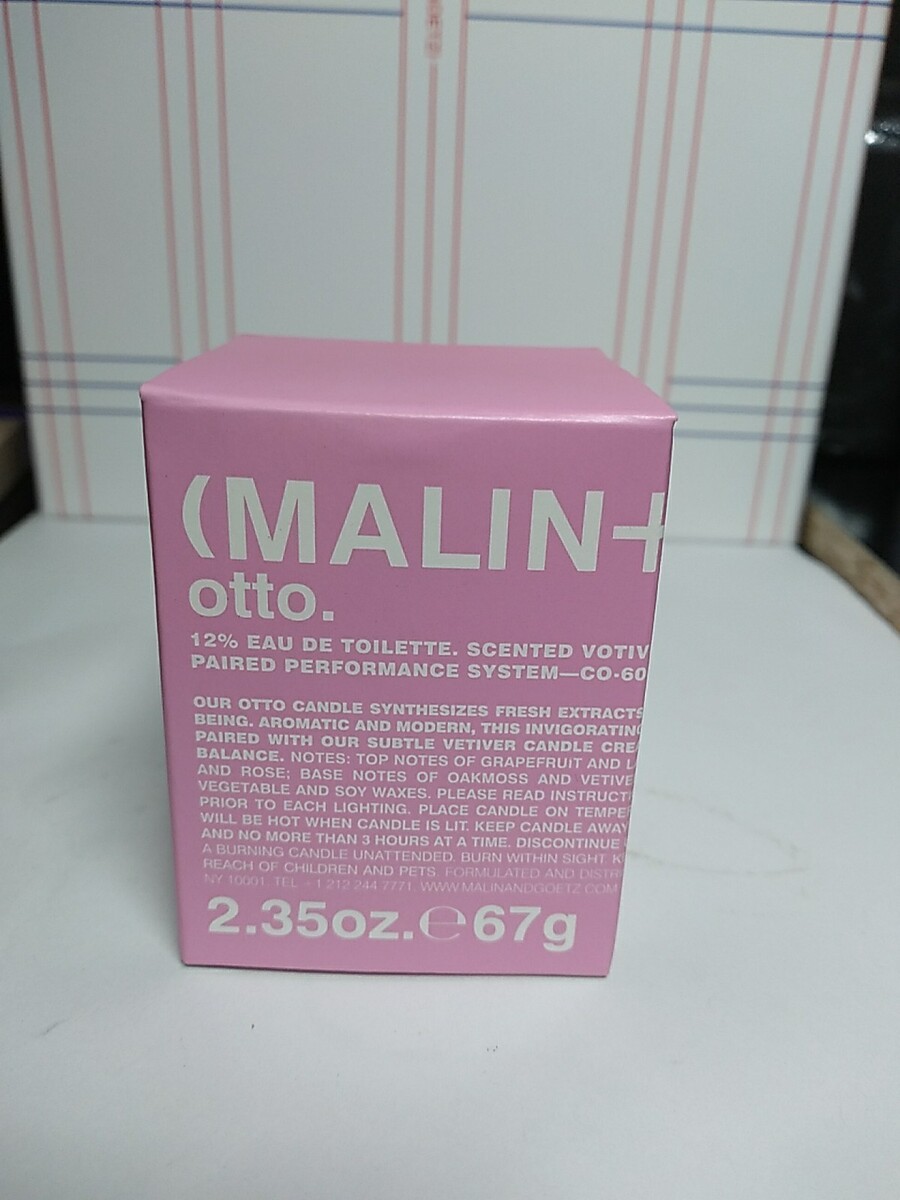 (MALIN+
otto.
12% EAU DE TOILETTE. SCENTED VOTIV
PAIRED PERFORMANCE SYSTEM—CO-60
OUR OTTO CANDLE SYNTHESIZES FRESH EXTRACTS
BEING. AROMATIC AND MODERN, THIS INVIGORATING
PAIRED WITH OUR SUBTLE VETIVER CANDLE CRE
BALANCE. NOTES: TOP NOTES OF GRAPEFRUIT AND L
AND ROSE; BASE NOTES OF OAKMOSS AND VETIVE
VEGETABLE AND SOY WAXES. PLEASE READ INSTRUCT
PRIOR TO EACH LIGHTING. PLACE CANDLE ON TEMPE
WILL BE HOT WHEN CANDLE IS LIT. KEEP CANDLE AWAY
AND NO MORE THAN 3 HOURS AT A TIME. DISCONTINUE
A BURNING CANDLE UNATTENDED. BURN WITHIN SIGHT. K
REACH OF CHILDREN AND PETS. FORMULATED AND DISTR
NY 10001. TEL +1 212 244 7771. WWW.MALINANDGOETZ.COM
2.35oz.℮67g